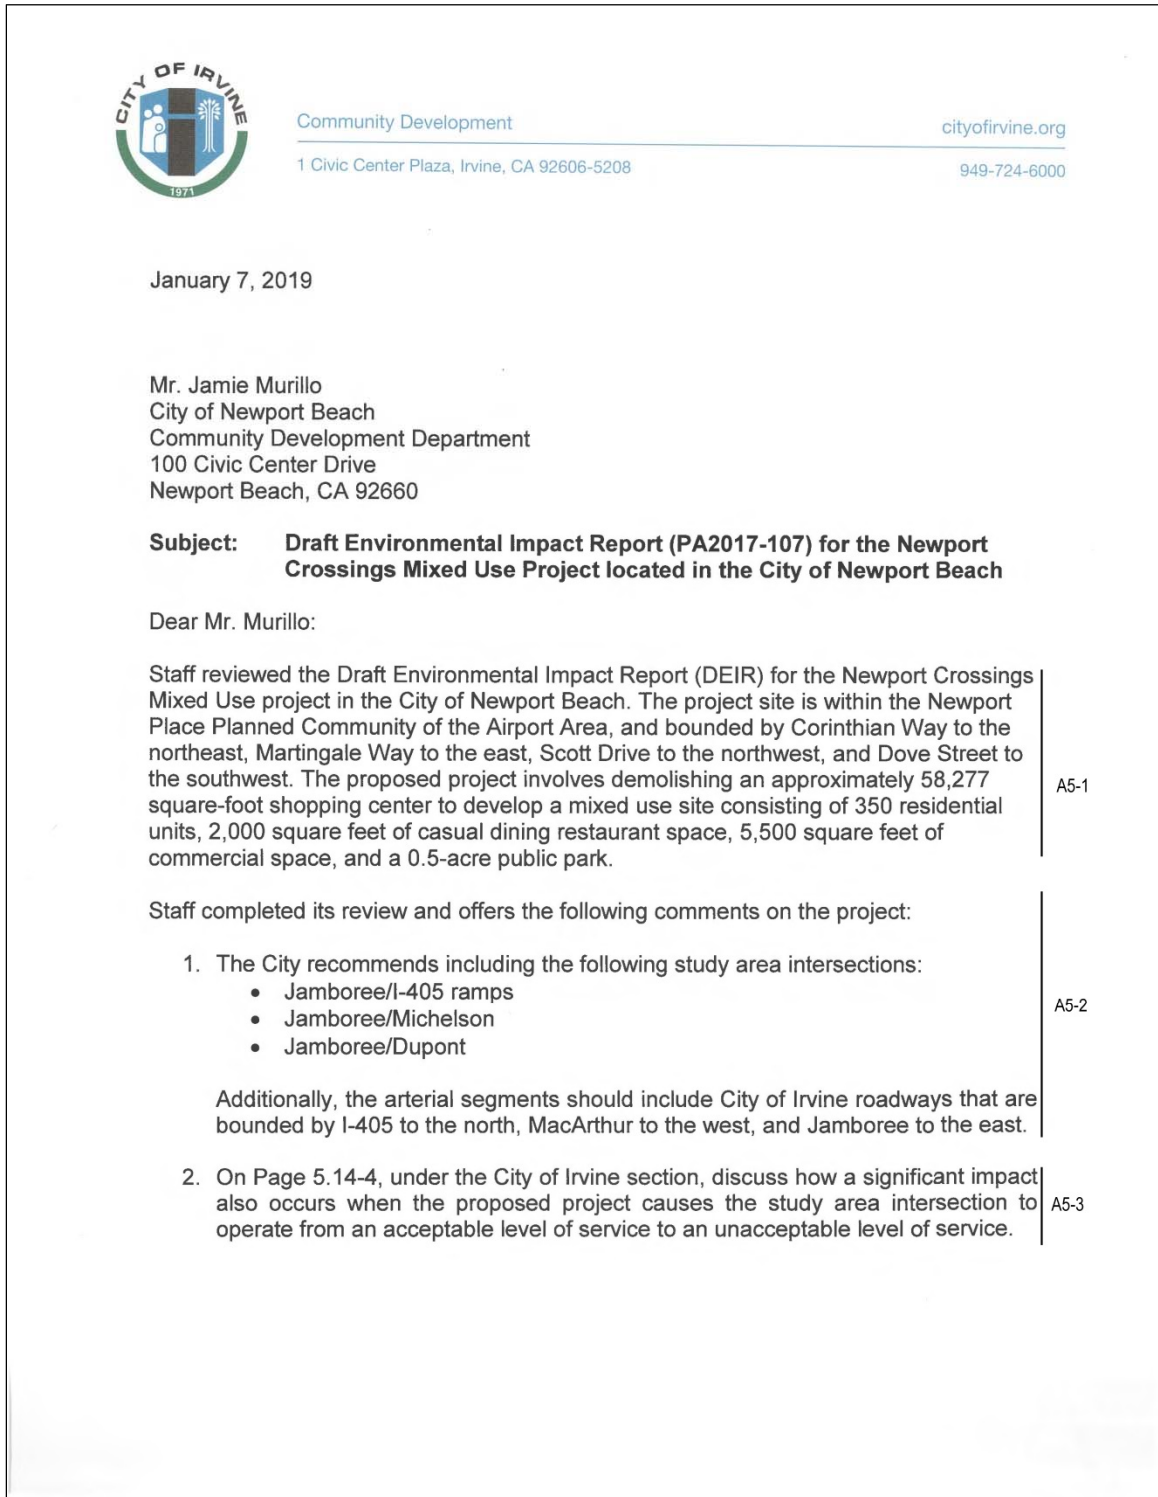 CITY OF IRVINE
1971
Community Development
cityofirvine.org
1 Civic Center Plaza, Irvine, CA 92606-5208
949-724-6000
January 7, 2019
Mr. Jamie Murillo
City of Newport Beach
Community Development Department
100 Civic Center Drive
Newport Beach, CA 92660
Subject: Draft Environmental Impact Report (PA2017-107) for the Newport
Crossings Mixed Use Project located in the City of Newport Beach
Dear Mr. Murillo:
Staff reviewed the Draft Environmental Impact Report (DEIR) for the Newport Crossings
Mixed Use project in the City of Newport Beach. The project site is within the Newport
Place Planned Community of the Airport Area, and bounded by Corinthian Way to the
northeast, Martingale Way to the east, Scott Drive to the northwest, and Dove Street to
the southwest. The proposed project involves demolishing an approximately 58,277
A5-1
square-foot shopping center to develop a mixed use site consisting of 350 residential
units, 2,000 square feet of casual dining restaurant space, 5,500 square feet of
commercial space, and a 0.5-acre public park.
Staff completed its review and offers the following comments on the project:
1. The City recommends including the following study area intersections:
• Jamboree/I-405 ramps
A5-2
• Jamboree/Michelson
• Jamboree/Dupont
Additionally, the arterial segments should include City of Irvine roadways that are
bounded by I-405 to the north, MacArthur to the west, and Jamboree to the east.
2. On Page 5.14-4, under the City of Irvine section, discuss how a significant impact
also occurs when the proposed project causes the study area intersection to
A5-3
operate from an acceptable level of service to an unacceptable level of service.